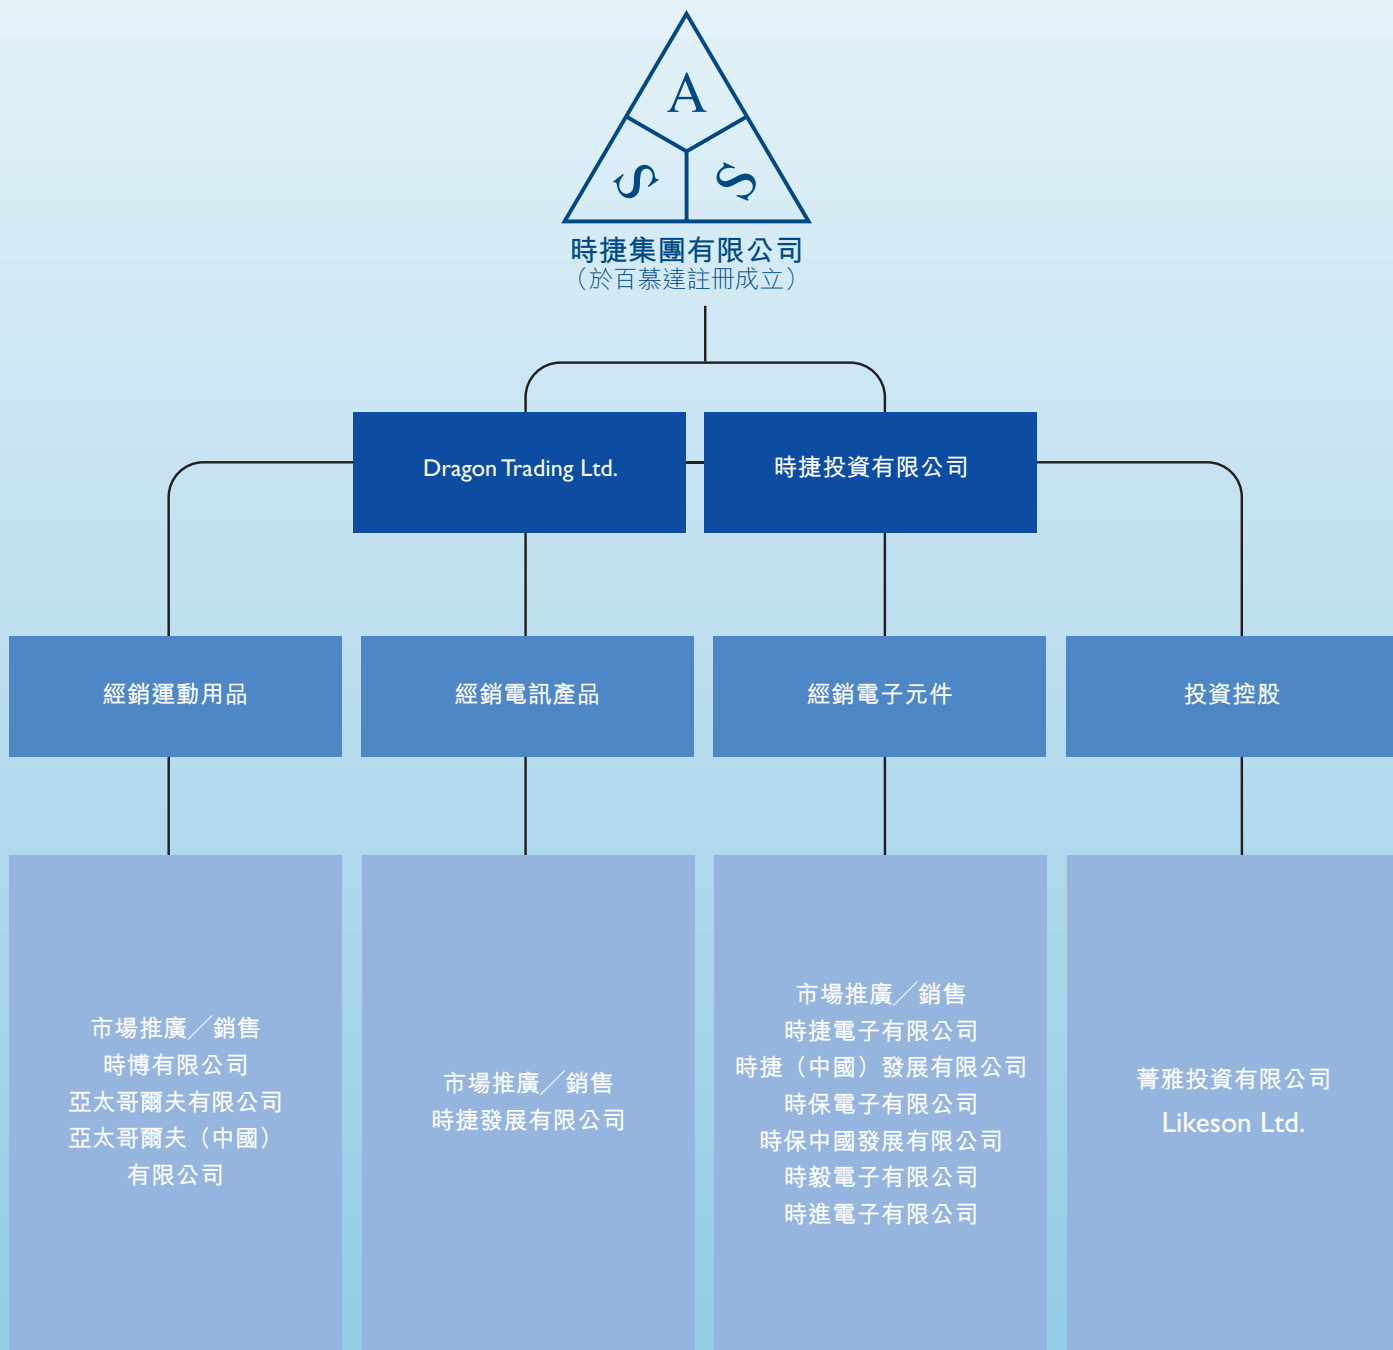 A
S S
時捷集團有限公司
（於百慕達註冊成立）
Dragon Trading Ltd.
時捷投資有限公司
經銷運動用品
經銷電訊產品
經銷電子元件
投資控股
市場推廣╱銷售
時博有限公司
亞太哥爾夫有限公司
亞太哥爾夫（中國）
有限公司
市場推廣╱銷售
時捷發展有限公司
市場推廣╱銷售
時捷電子有限公司
時捷（中國）發展有限公司
時保電子有限公司
時保中國發展有限公司
時毅電子有限公司
時進電子有限公司
菁雅投資有限公司
Likeson Ltd.